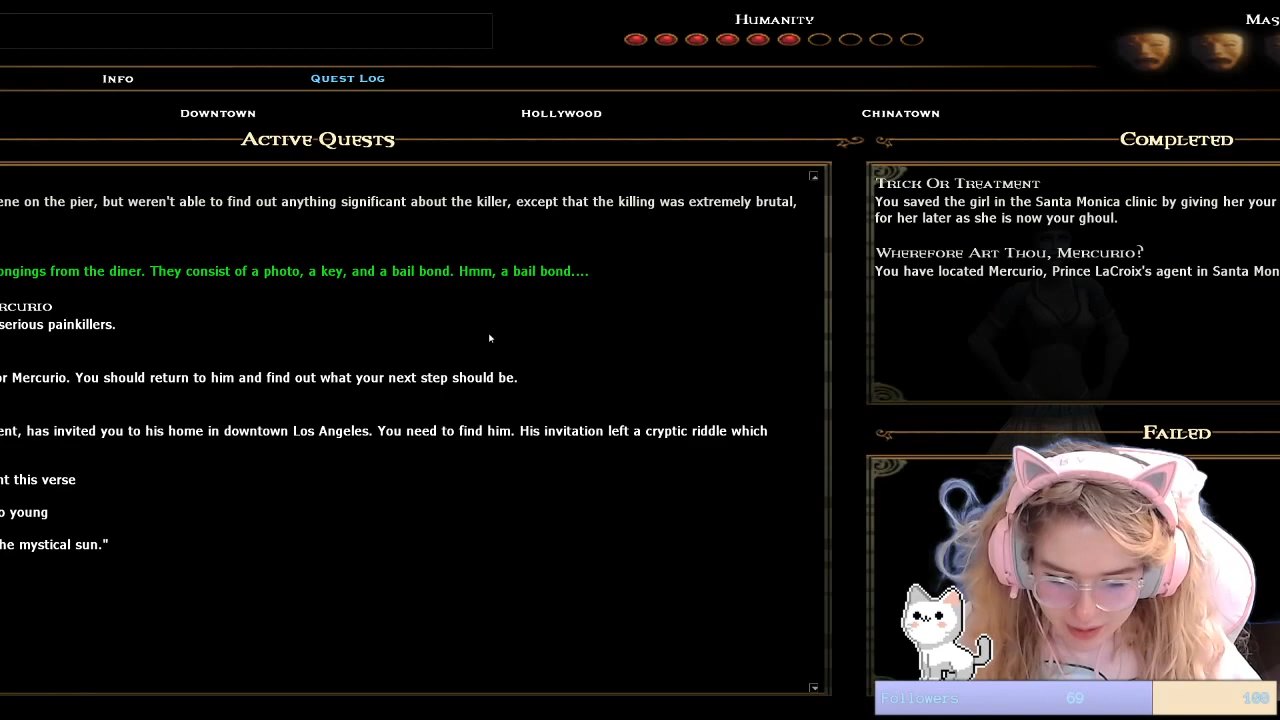 Humanity
Mas
Info
Quest Log
Downtown
Hollywood
Chinatown
Active Quests
Completed
ene on the pier, but weren't able to find out anything significant about the killer, except that the killing was extremely brutal,
ongings from the diner. They consist of a photo, a key, and a bail bond. Hmm, a bail bond....
rcurio
serious painkillers.
or Mercurio. You should return to him and find out what your next step should be.
ent, has invited you to his home in downtown Los Angeles. You need to find him. His invitation left a cryptic riddle which
nt this verse
o young
he mystical sun."
Trick Or Treatment
You saved the girl in the Santa Monica clinic by giving her your
for her later as she is now your ghoul.
Wherefore Art Thou, Mercurio?
You have located Mercurio, Prince LaCroix's agent in Santa Mon
Failed
Followers 69 100